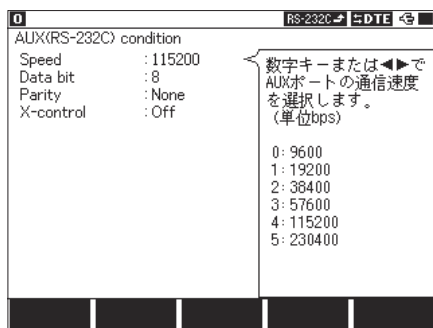 0
RS-232C DTE
AUX(RS-232C) condition
Speed :115200
Data bit :8
Parity :None
X-control :Off
数字キーまたは◀▶で
AUXポートの通信速度
を選択します。
(単位bps)
0: 9600
1: 19200
2: 38400
3: 57600
4: 115200
5: 230400